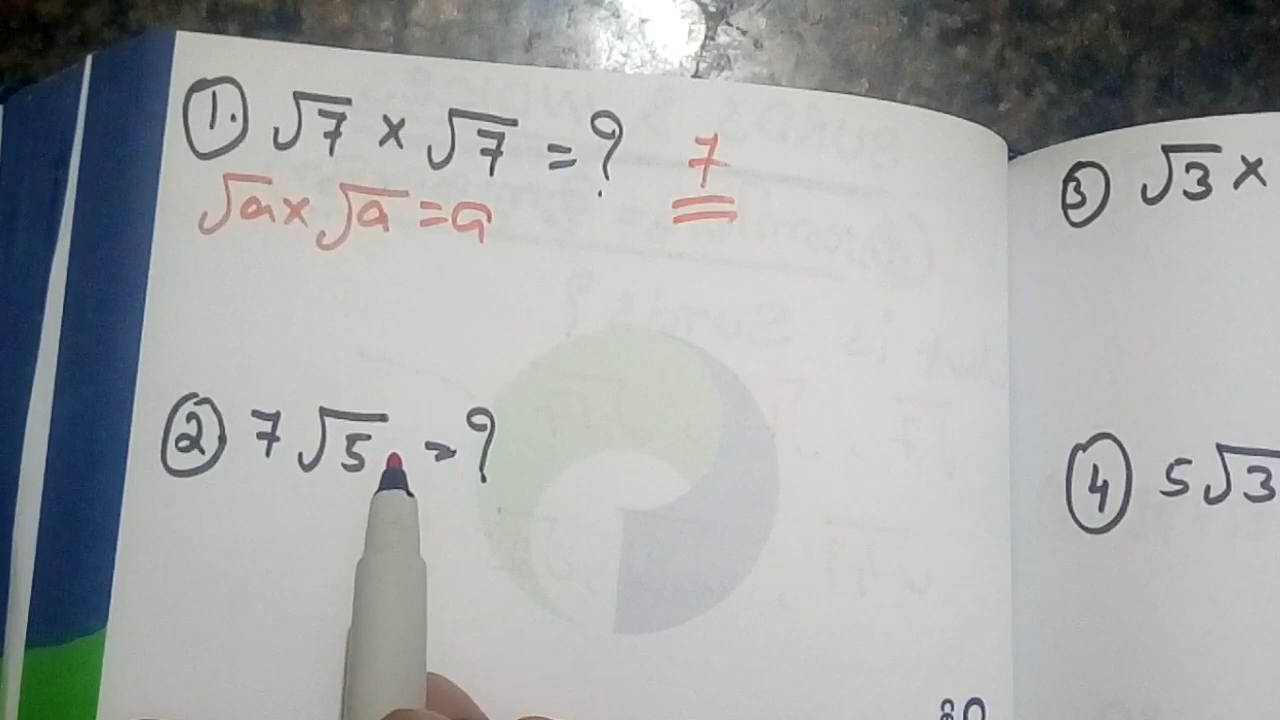 1. √7 × √7 = ? 7
√a × √a = a
2 7√5 = ?
3 √3 ×
4 5√3